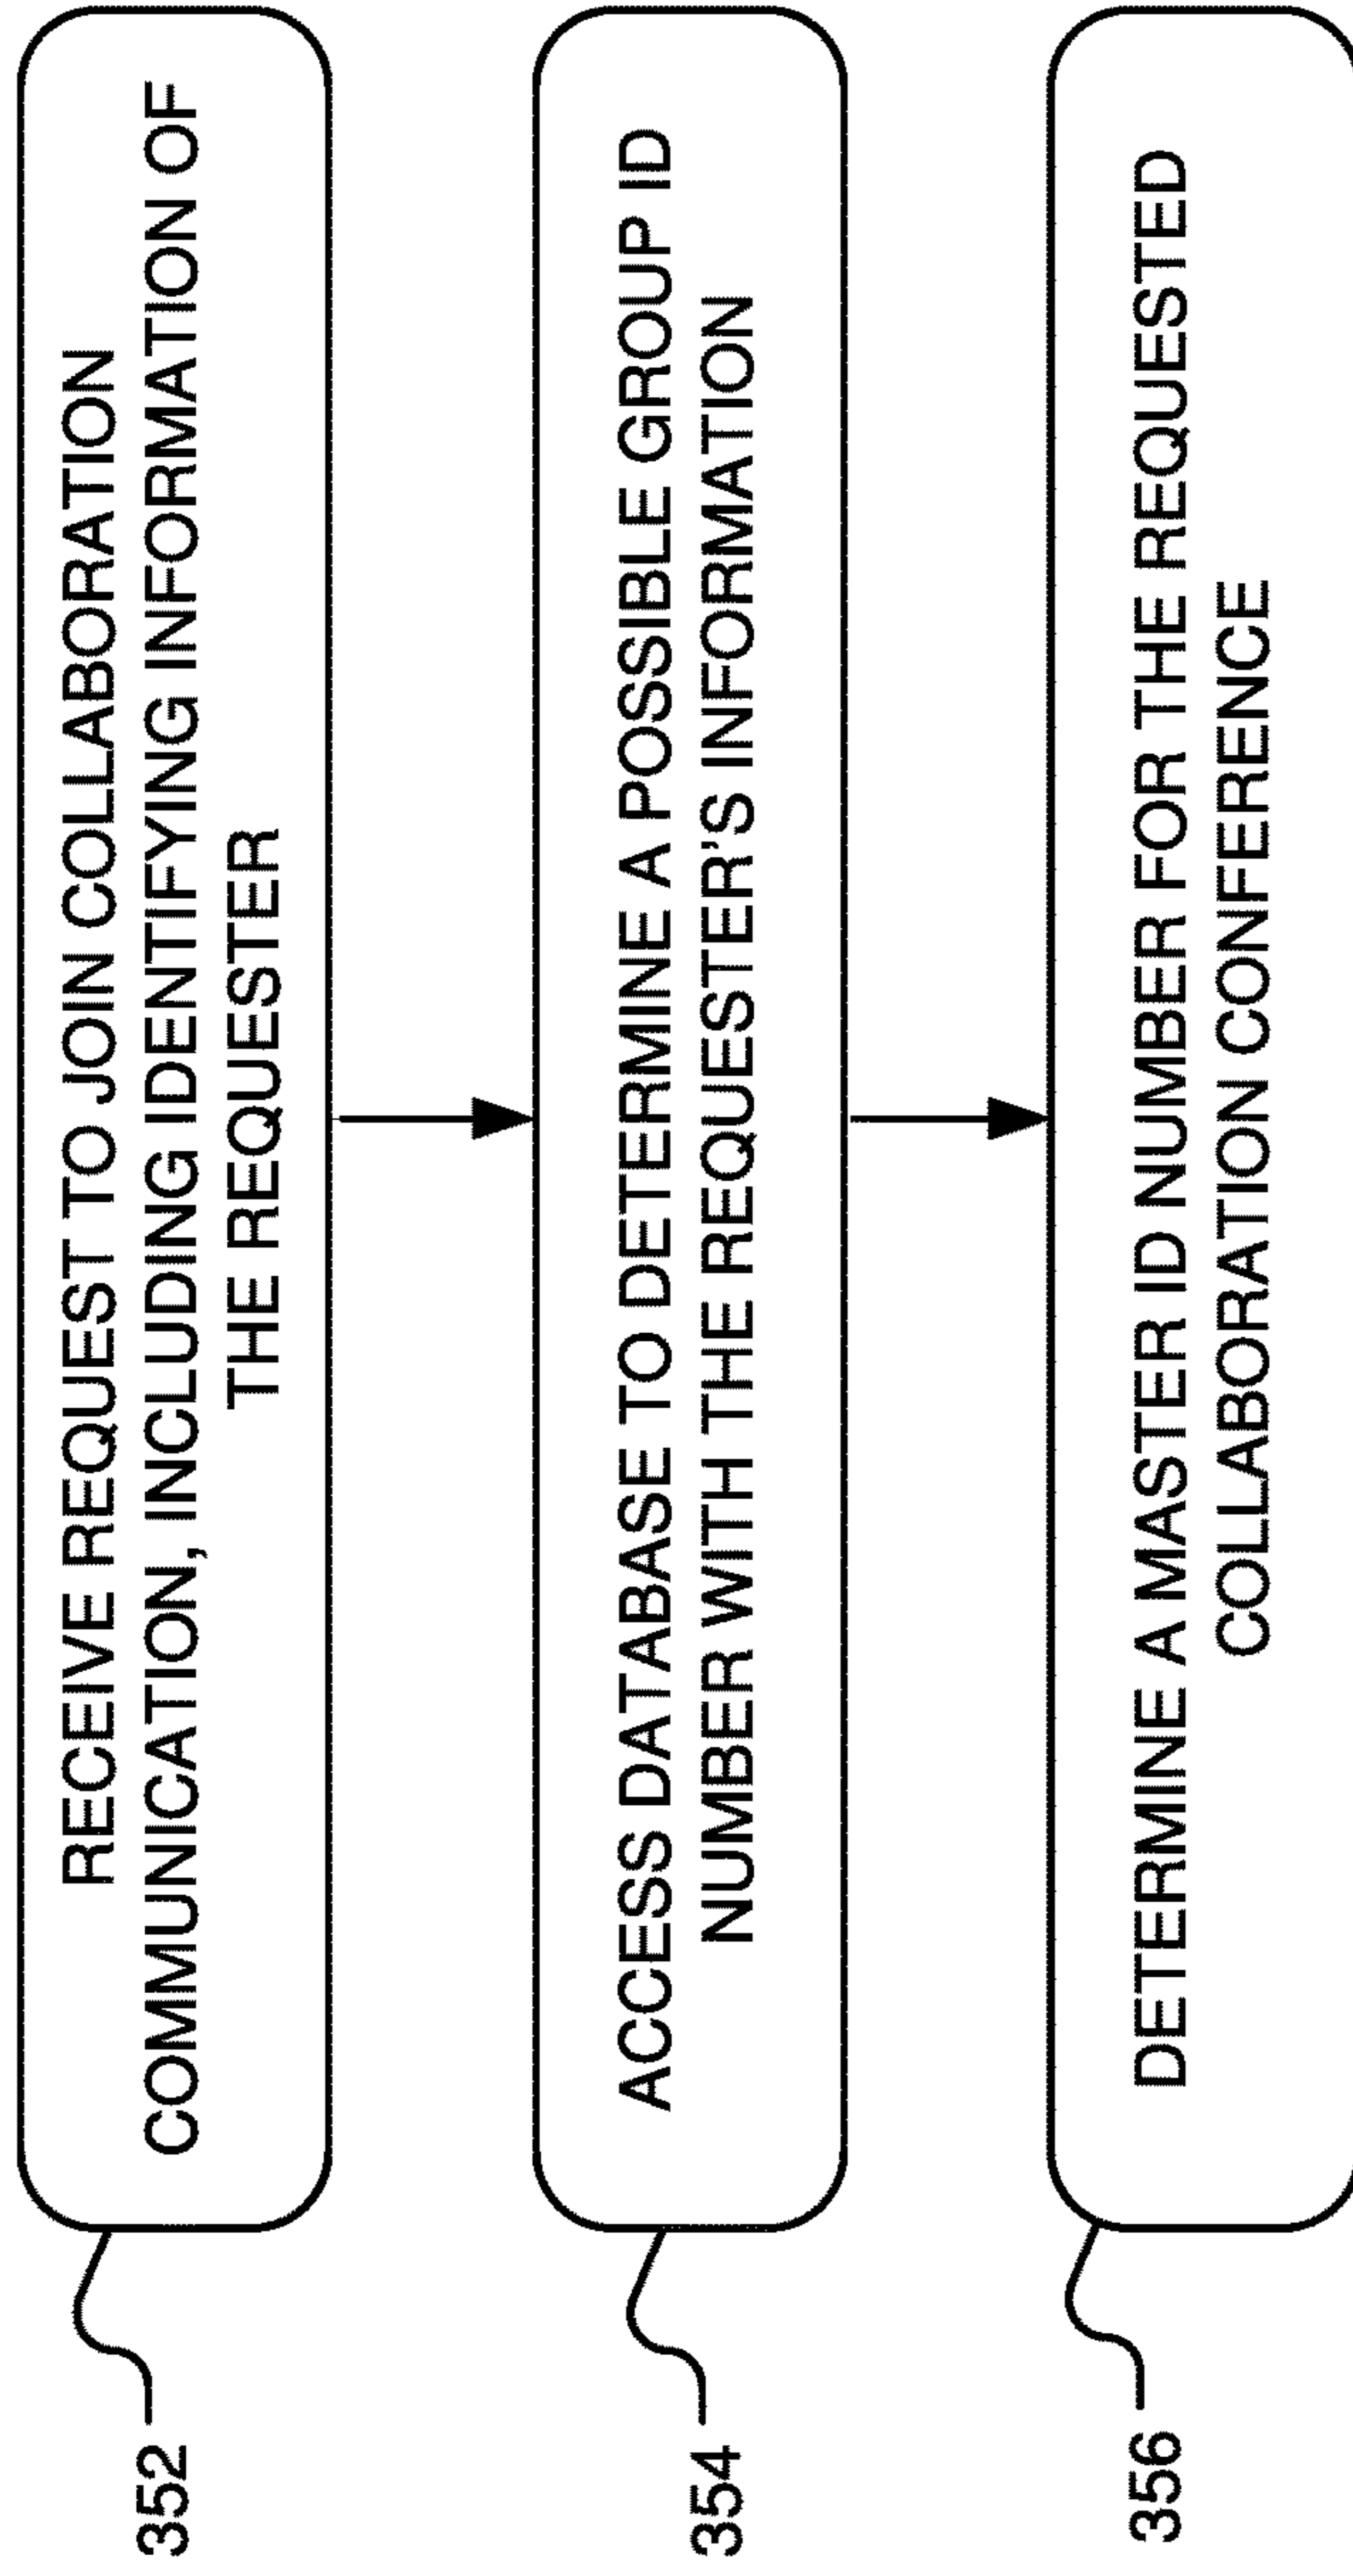 352
RECEIVE REQUEST TO JOIN COLLABORATION
COMMUNICATION, INCLUDING IDENTIFYING INFORMATION OF
THE REQUESTER
354
ACCESS DATABASE TO DETERMINE A POSSIBLE GROUP ID
NUMBER WITH THE REQUESTER'S INFORMATION
356
DETERMINE A MASTER ID NUMBER FOR THE REQUESTED
COLLABORATION CONFERENCE